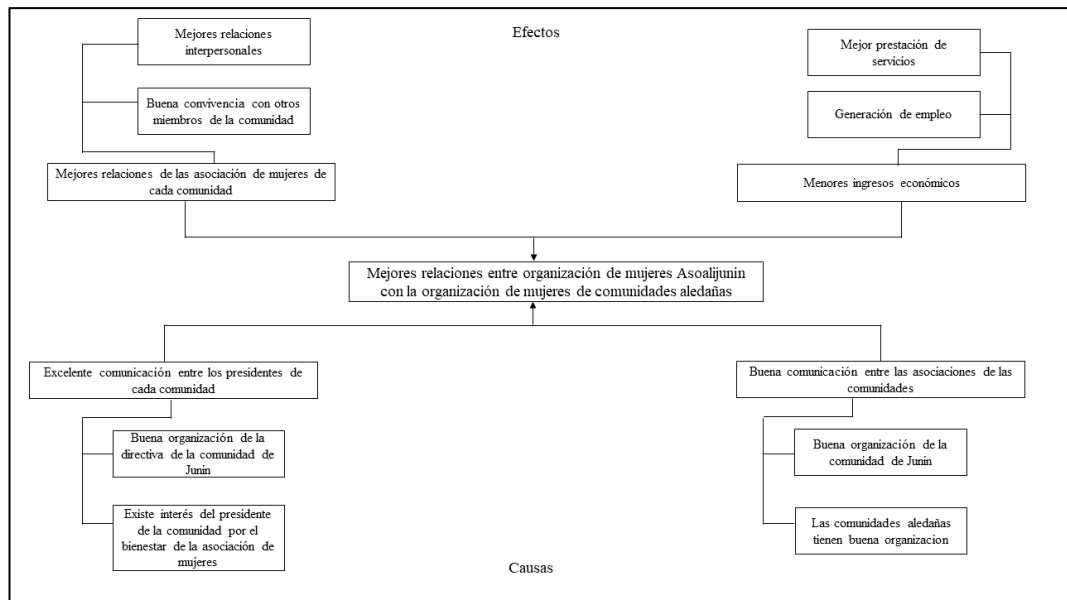 Efectos
Mejores relaciones
interpersonales
Buena convivencia con otros
miembros de la comunidad
Mejores relaciones de las asociación de mujeres de
cada comunidad
Mejor prestación de
servicios
Generación de empleo
Menores ingresos económicos
Mejores relaciones entre organización de mujeres Asoalijunin
con la organización de mujeres de comunidades aledañas
Excelente comunicación entre los presidentes de
cada comunidad
Buena organización de la
directiva de la comunidad de
Junín
Existe interés del presidente
de la comunidad por el
bienestar de la asociación de
mujeres
Buena comunicación entre las asociaciones de las
comunidades
Buena organización de la
comunidad de Junín
Las comunidades aledañas
tienen buena organizacion
Causas